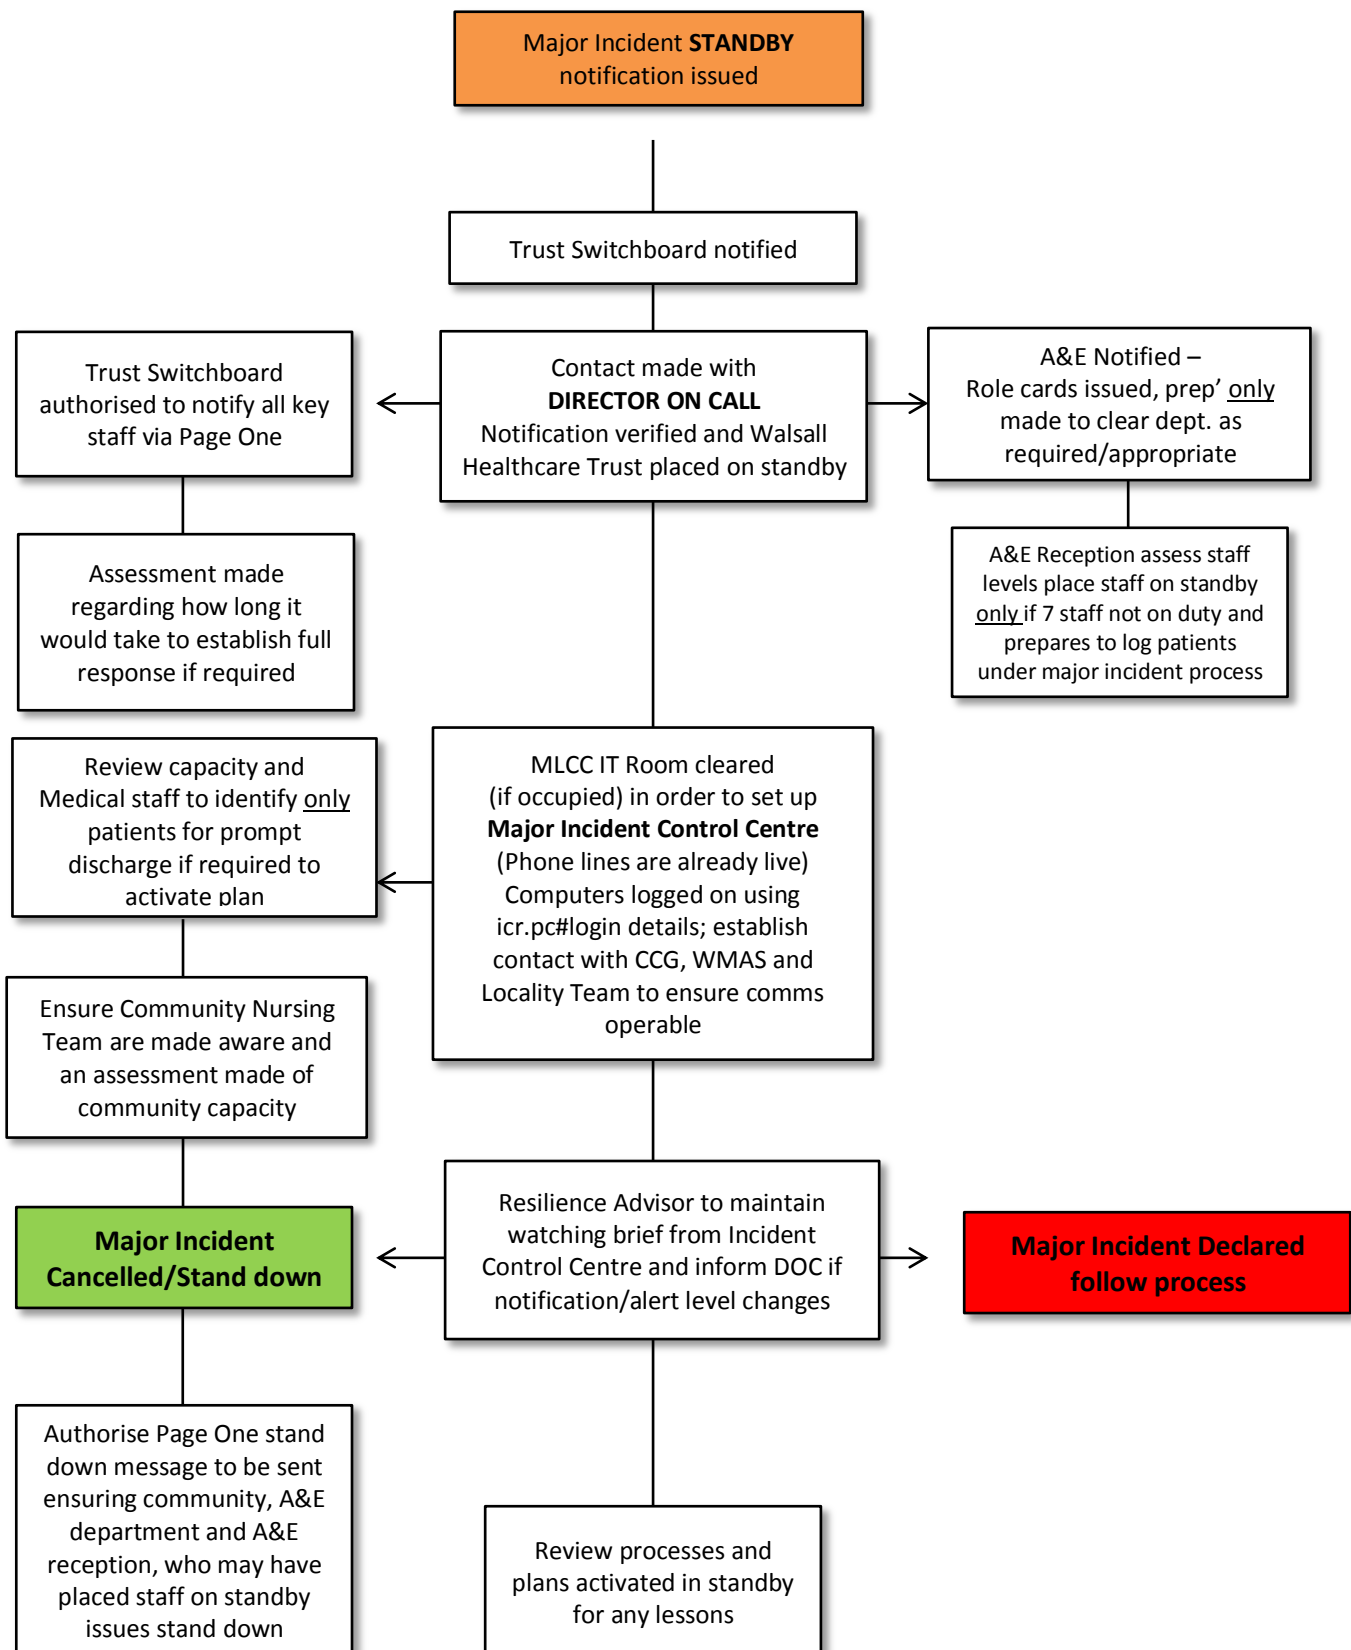 Major Incident STANDBY
notification issued
Trust Switchboard notified
Trust Switchboard
authorised to notify all key
staff via Page One
Contact made with
DIRECTOR ON CALL
Notification verified and Walsall
Healthcare Trust placed on standby
A&E Notified –
Role cards issued, prep’ only
made to clear dept. as
required/appropriate
Assessment made
regarding how long it
would take to establish full
response if required
A&E Reception assess staff
levels place staff on standby
only if 7 staff not on duty and
prepares to log patients
under major incident process
Review capacity and
Medical staff to identify only
patients for prompt
discharge if required to
activate plan
MLCC IT Room cleared
(if occupied) in order to set up
Major Incident Control Centre
(Phone lines are already live)
Computers logged on using
icr.pc#login details; establish
contact with CCG, WMAS and
Locality Team to ensure comms
operable
Ensure Community Nursing
Team are made aware and
an assessment made of
community capacity
Major Incident
Cancelled/Stand down
Resilience Advisor to maintain
watching brief from Incident
Control Centre and inform DOC if
notification/alert level changes
Major Incident Declared
follow process
Authorise Page One stand
down message to be sent
ensuring community, A&E
department and A&E
reception, who may have
placed staff on standby
issues stand down
Review processes and
plans activated in standby
for any lessons